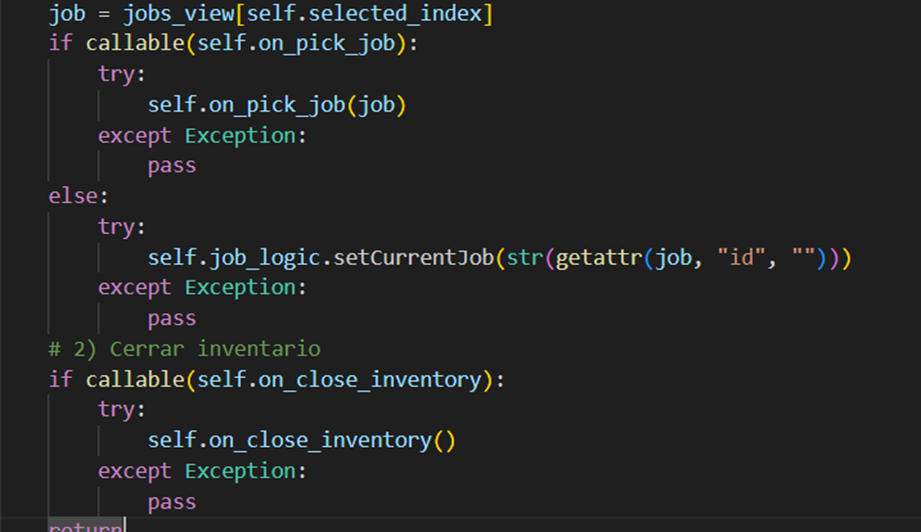 job = jobs_view[self.selected_index]
if callable(self.on_pick_job):
    try:
        self.on_pick_job(job)
    except Exception:
        pass
else:
    try:
        self.job_logic.setCurrentJob(str(getattr(job, "id", "")))
    except Exception:
        pass
# 2) Cerrar inventario
if callable(self.on_close_inventory):
    try:
        self.on_close_inventory()
    except Exception:
        pass
return